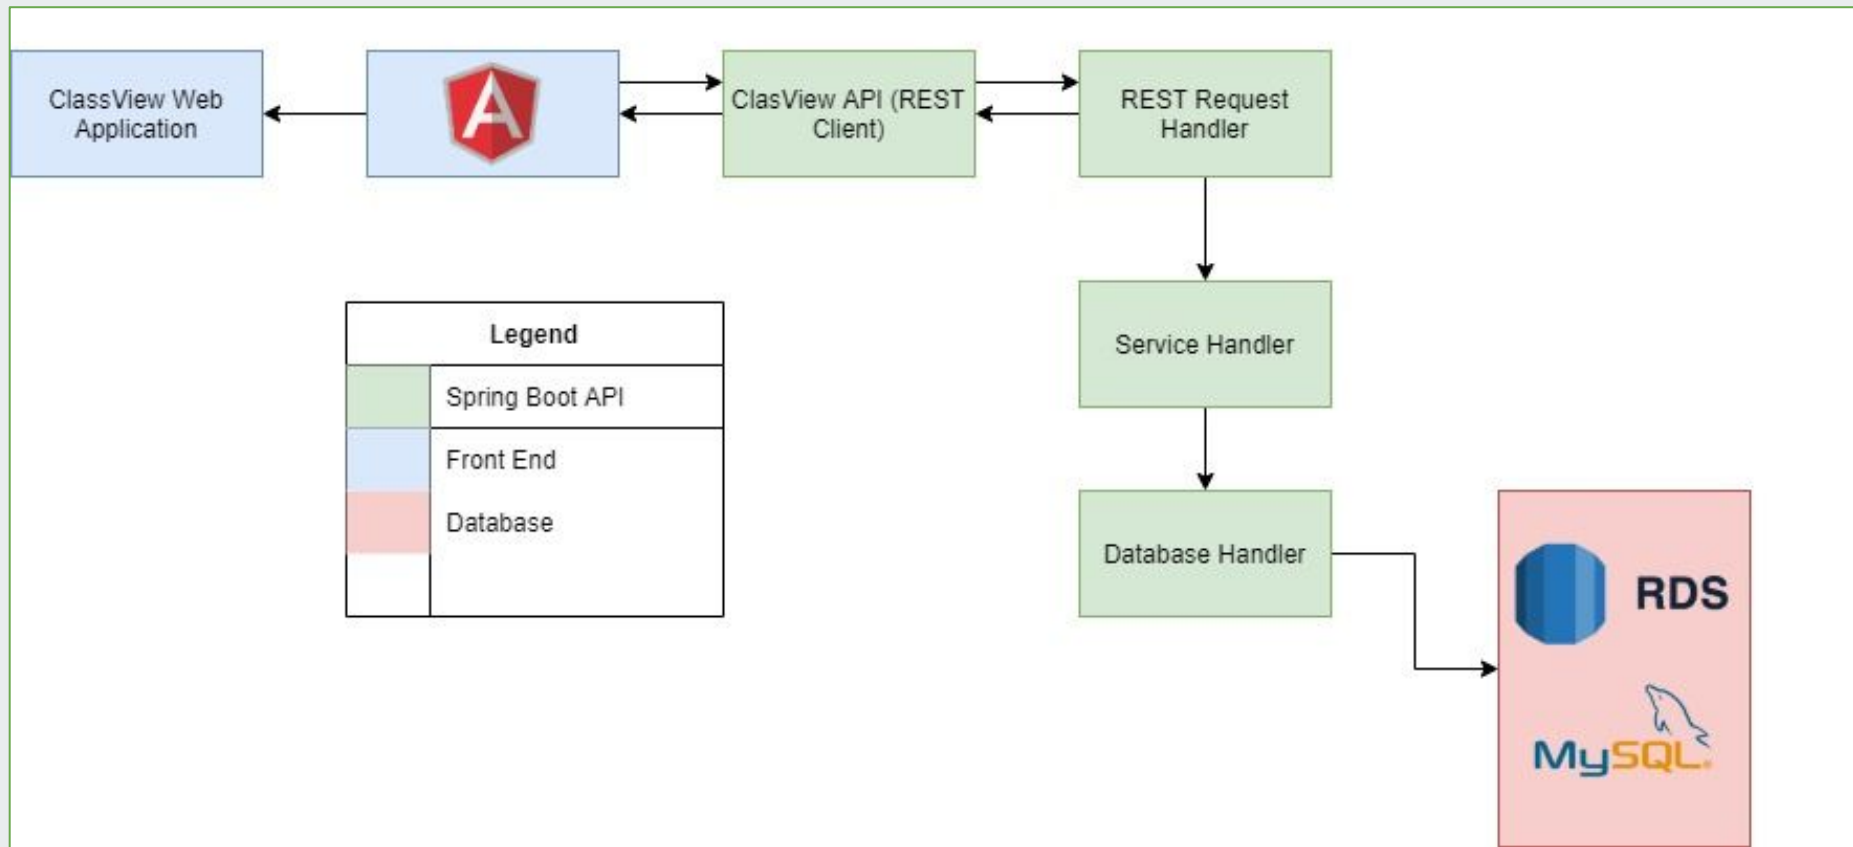 ClassView Web
Application
A
ClasView API (REST
Client)
REST Request
Handler
Legend
Spring Boot API
Front End
Database
Service Handler
Database Handler
RDS
MySQL®